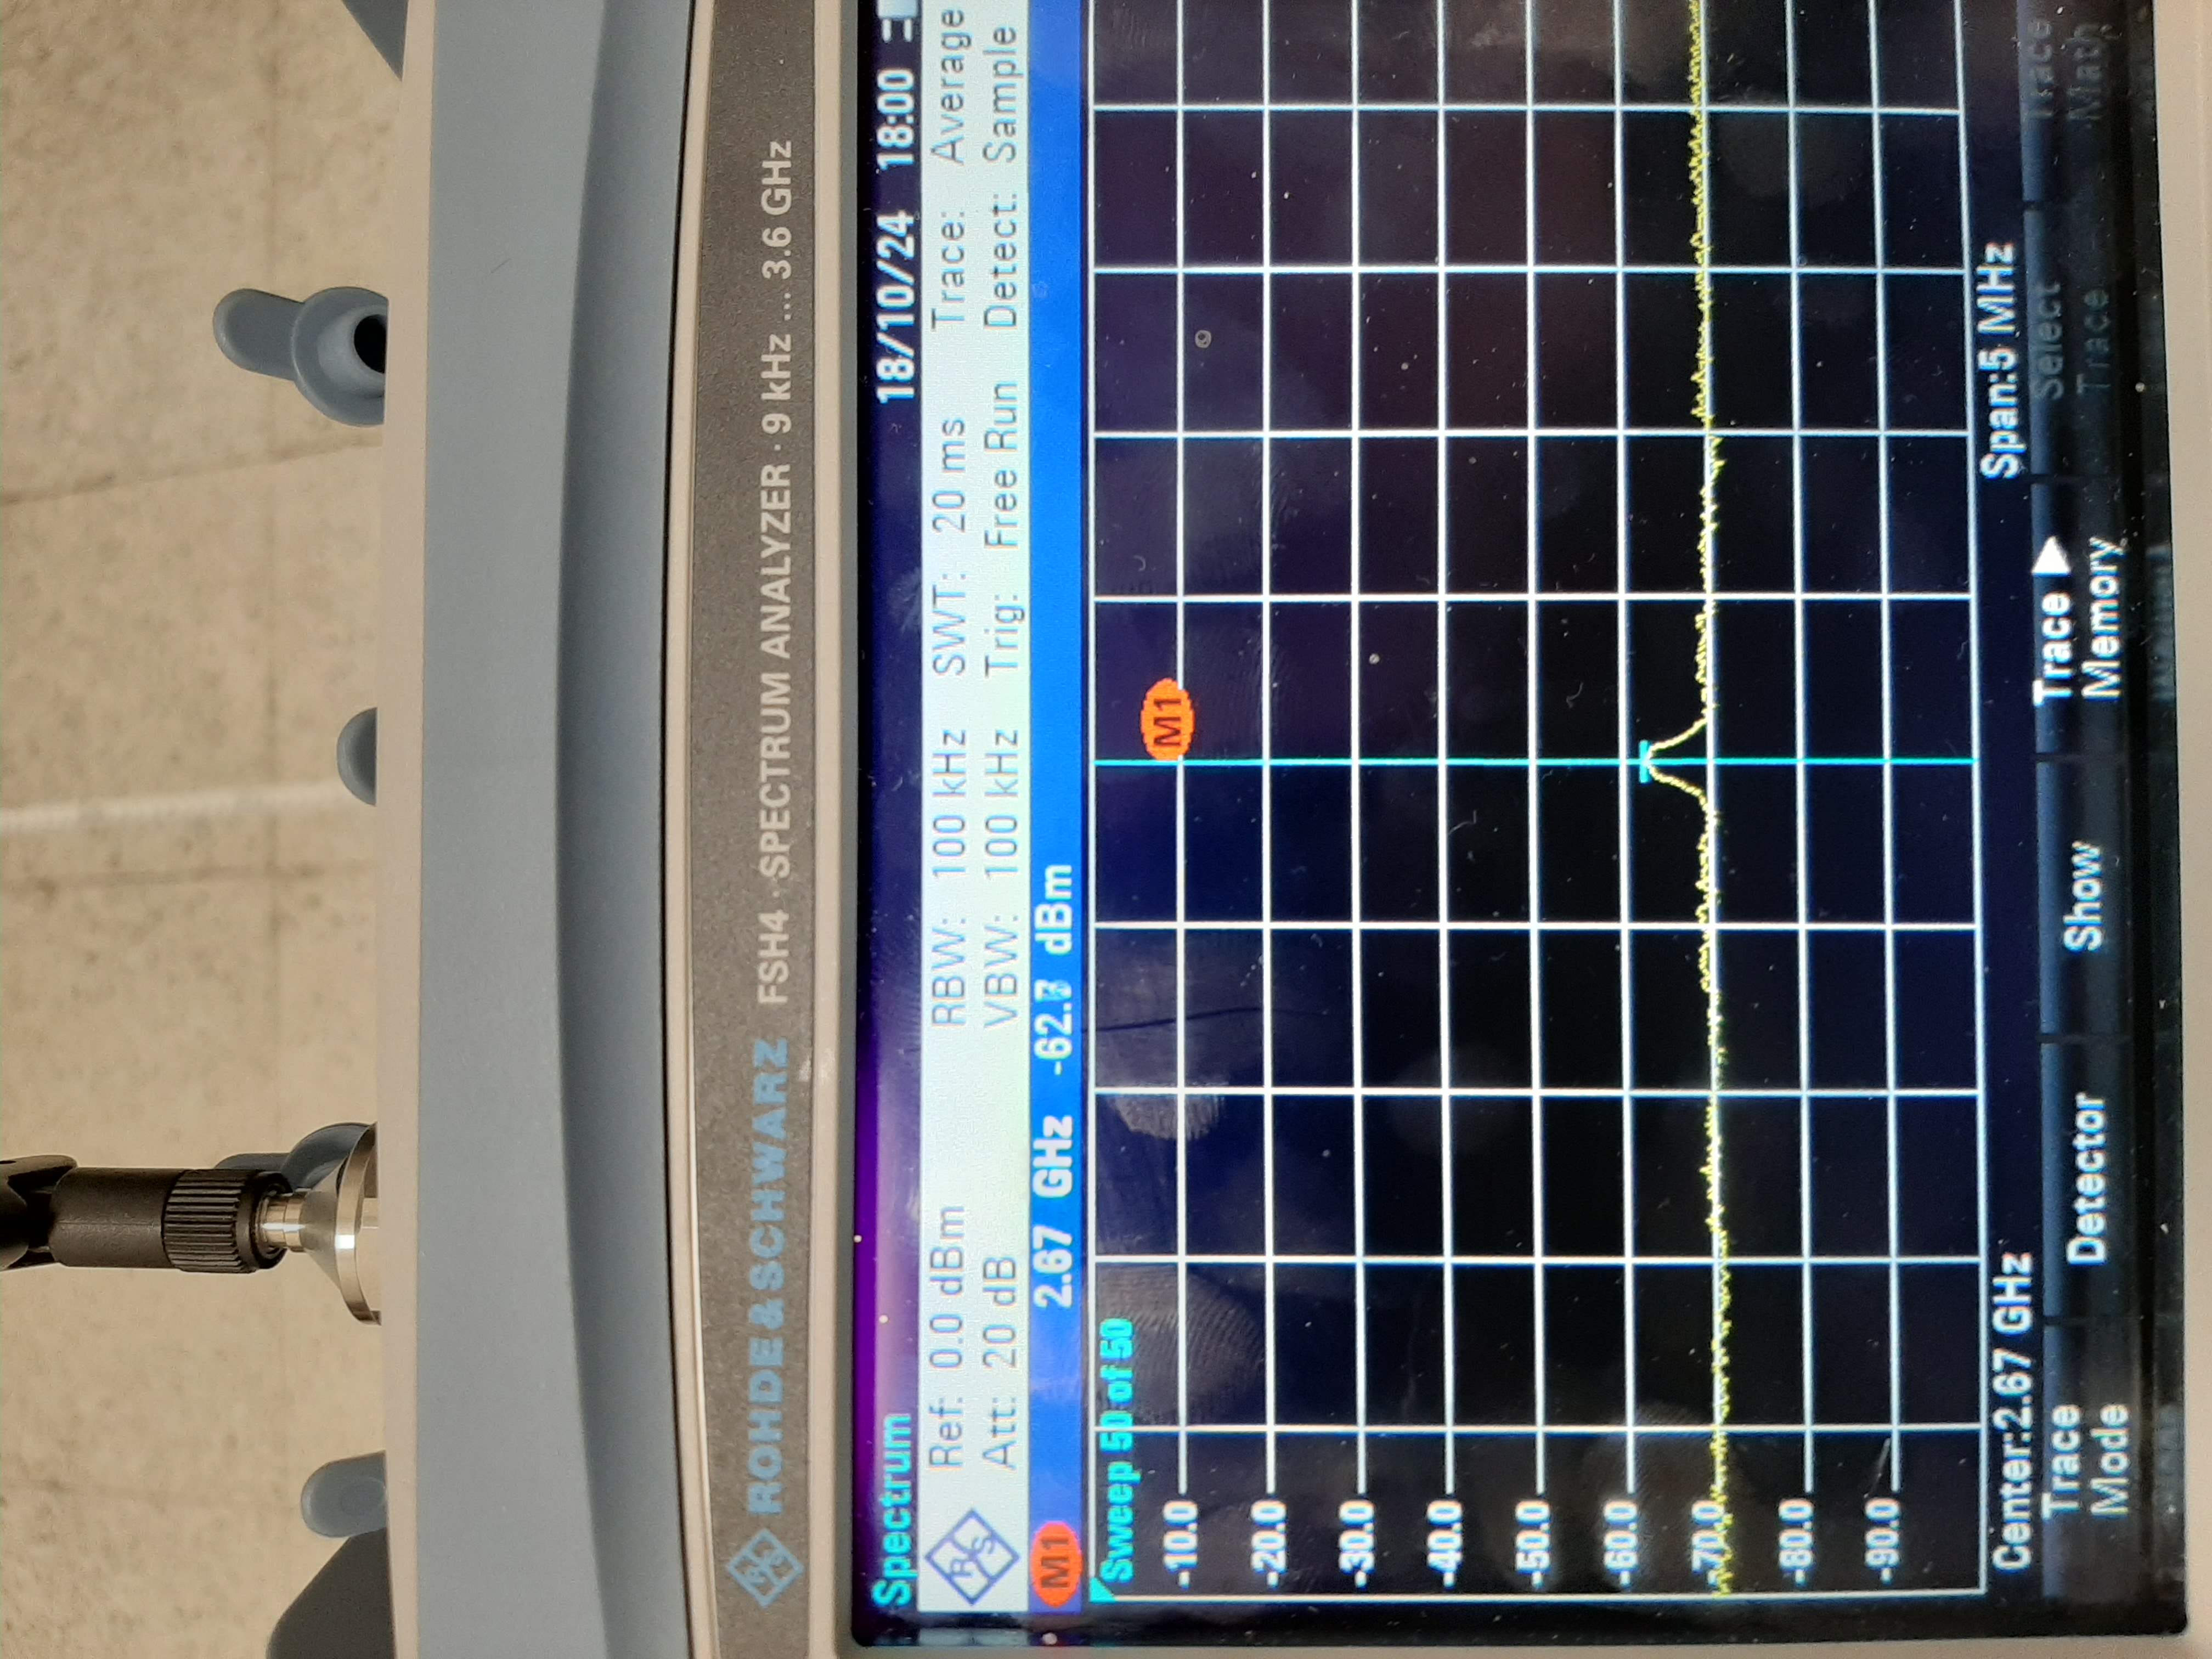 ROHDE&SCHWARZ FSH4 · SPECTRUM ANALYZER · 9 kHz ... 3.6 GHz
Spectrum 18/10/24 18:00
Ref: 0.0 dBm RBW: 100 kHz SWT: 20 ms Trace: Average
Att: 20 dB VBW: 100 kHz Trig: Free Run Detect: Sample
M1 2.67 GHz dBm
Sweep 50 of 50
M1
-10.0
-20.0
-30.0
-40.0
-50.0
-60.0
-70.0
-80.0
-90.0
Center:2.67 GHz Span:5 MHz
Trace Mode
Detector
Show
Trace Memory
Select Trace
Trace Math